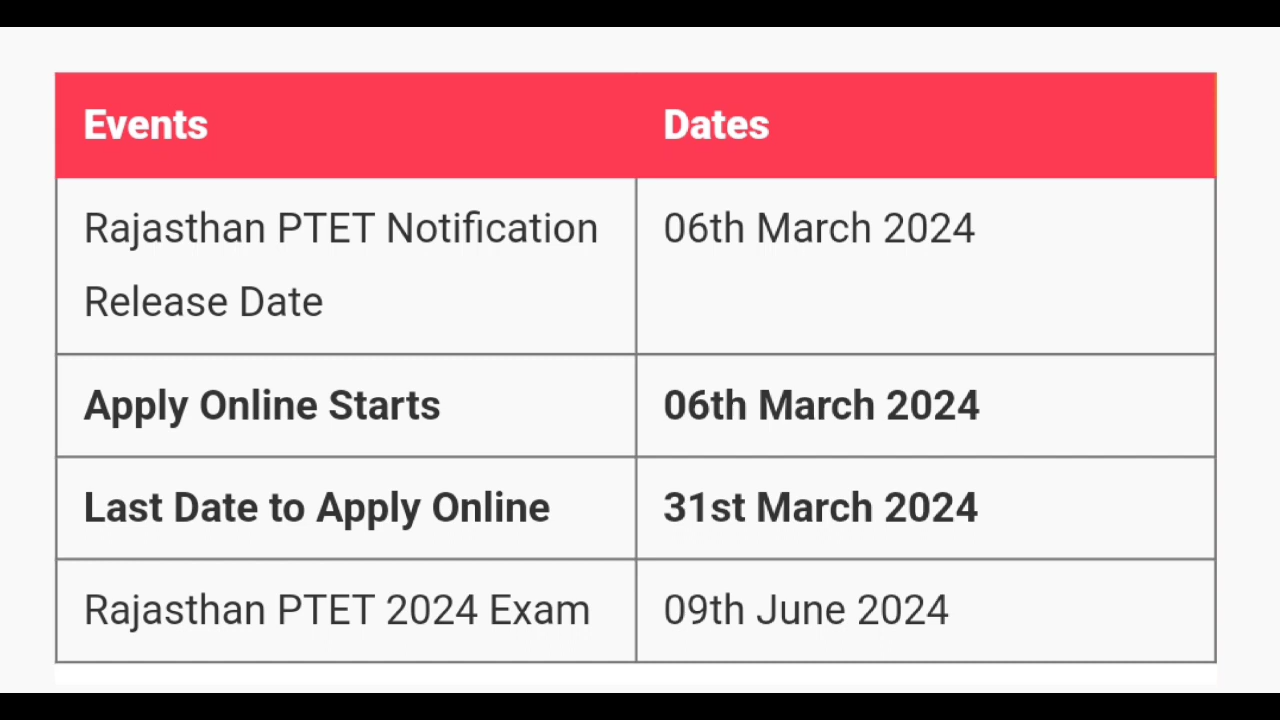 Events Dates
Rajasthan PTET Notification 06th March 2024
Release Date
Apply Online Starts 06th March 2024
Last Date to Apply Online 31st March 2024
Rajasthan PTET 2024 Exam 09th June 2024